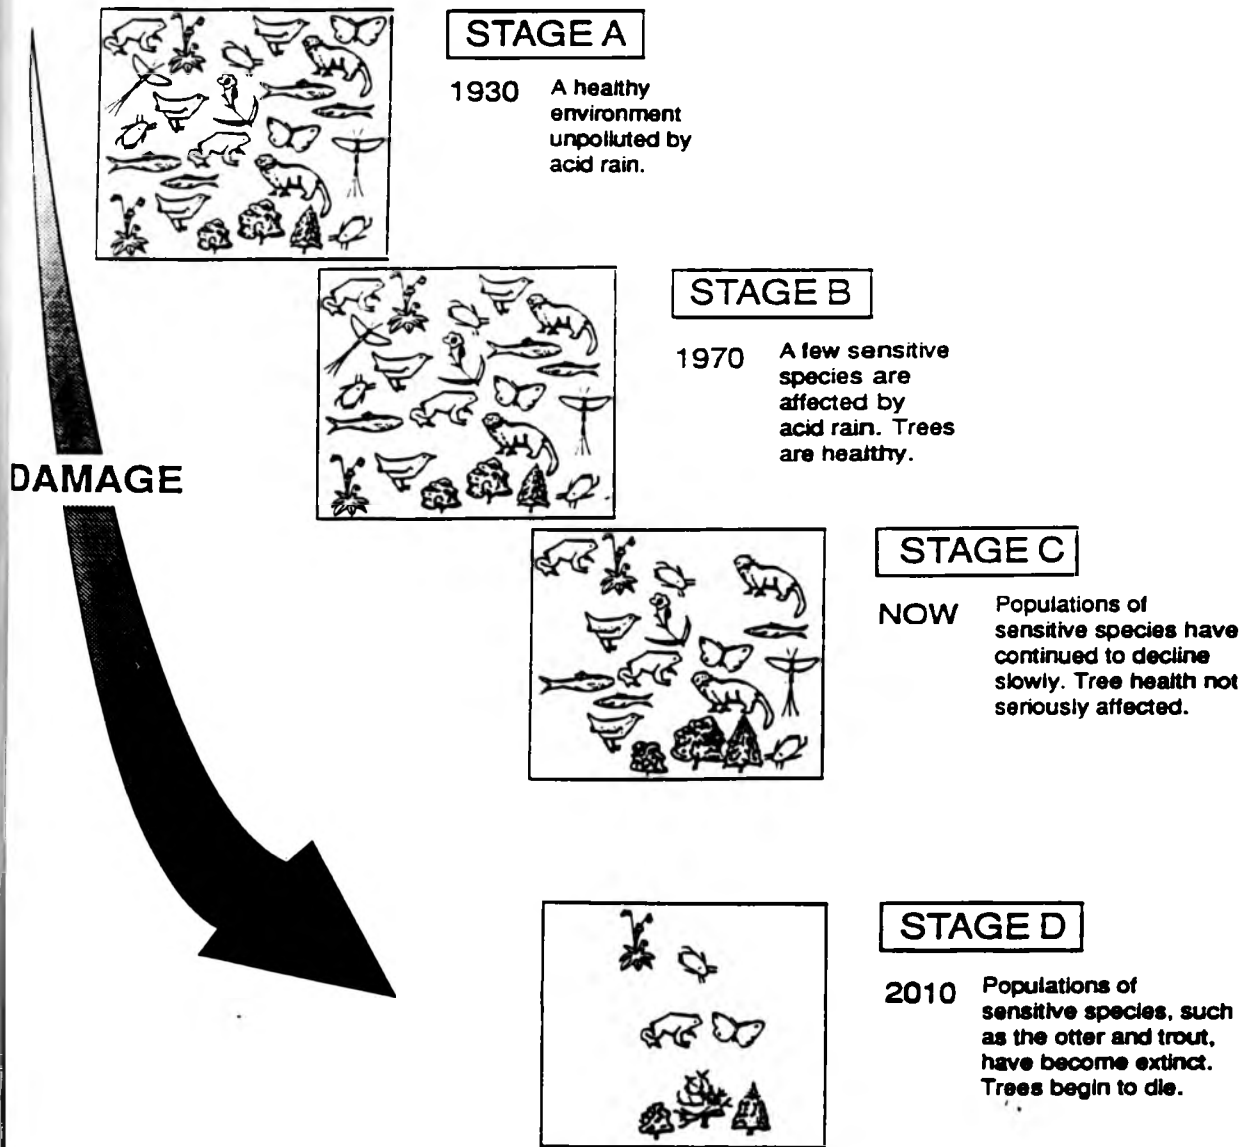 STAGE A
1930 A healthy
environment
unpolluted by
acid rain.
STAGE B
1970 A few sensitive
species are
affected by
acid rain. Trees
are healthy.
DAMAGE
STAGE C
NOW Populations of
sensitive species have
continued to decline
slowly. Tree health not
seriously affected.
STAGE D
2010 Populations of
sensitive species, such
as the otter and trout,
have become extinct.
Trees begin to die.